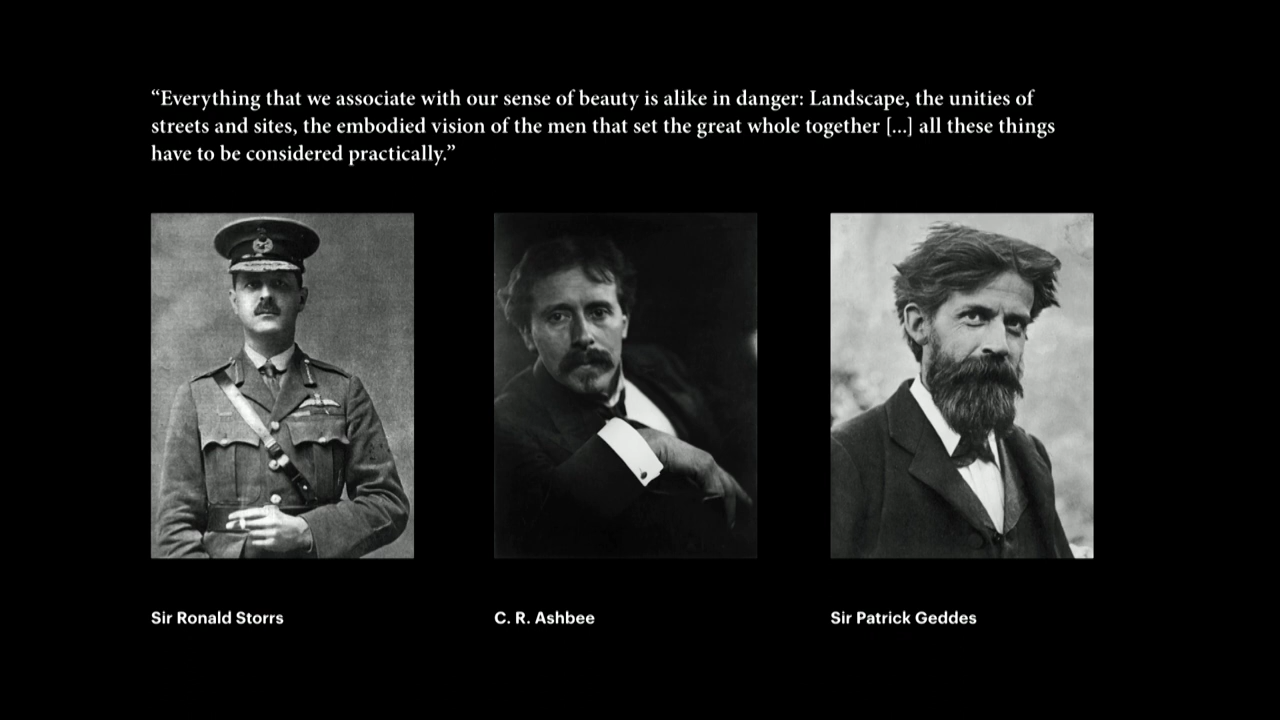 “Everything that we associate with our sense of beauty is alike in danger: Landscape, the unities of
streets and sites, the embodied vision of the men that set the great whole together [...] all these things
have to be considered practically.”
Sir Ronald Storrs
C. R. Ashbee
Sir Patrick Geddes